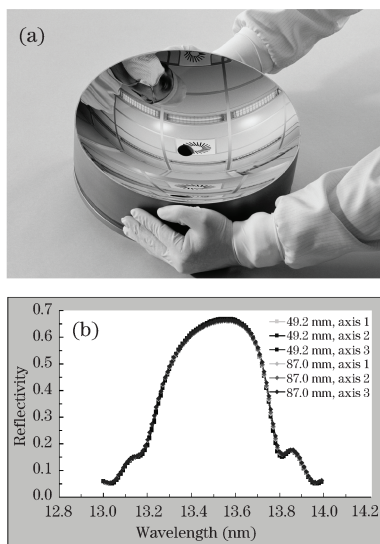 (a)
(b)
49.2 mm, axis 1
49.2 mm, axis 2
49.2 mm, axis 3
87.0 mm, axis 1
87.0 mm, axis 2
87.0 mm, axis 3
Reflectivity
0.7
0.6
0.5
0.4
0.3
0.2
0.1
0.0
12.8 13.0 13.2 13.4 13.6 13.8 14.0 14.2
Wavelength (nm)